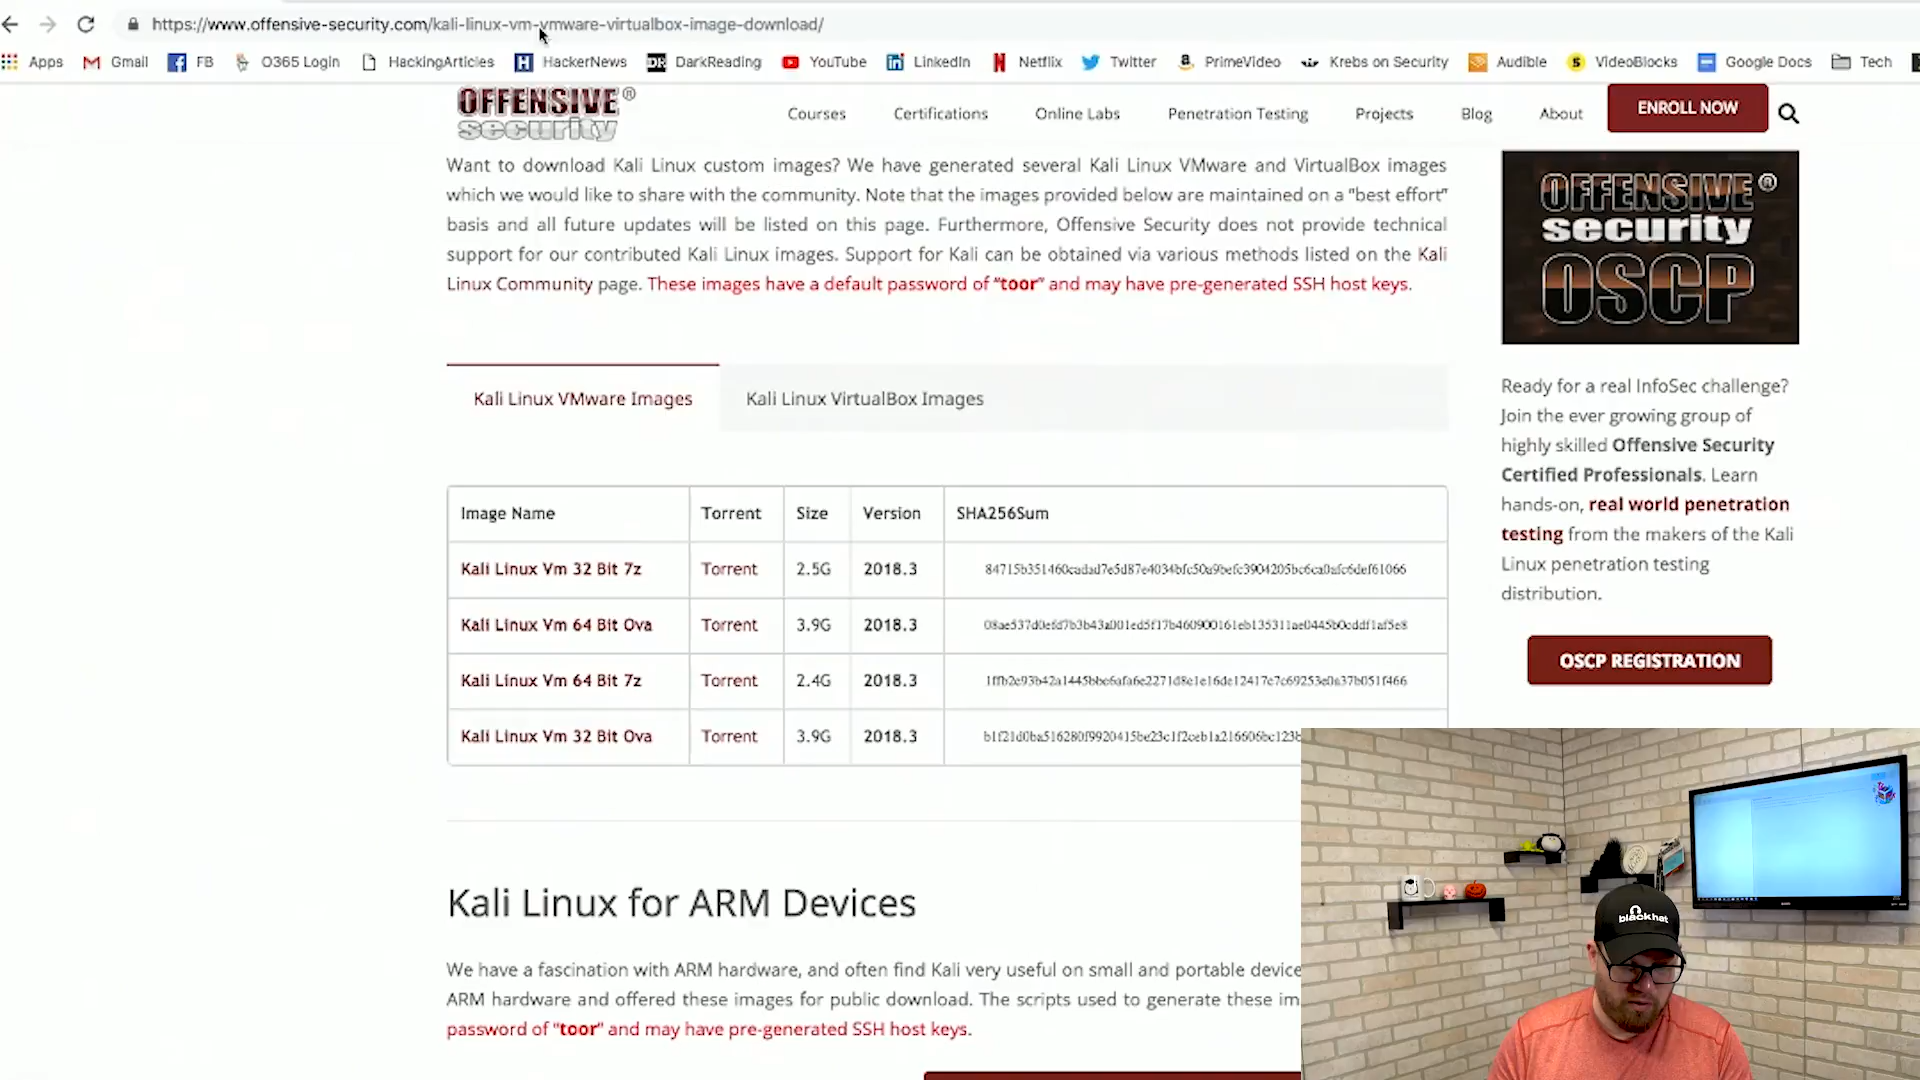 https://www.offensive-security.com/kali-linux-vm-vmware-virtualbox-image-download/
Apps Gmail FB O365 Login HackingArticles HackerNews DarkReading YouTube LinkedIn Netflix Twitter PrimeVideo Krebs on Security Audible VideoBlocks Google Docs Tech
OFFENSIVE ®
security
Courses Certifications Online Labs Penetration Testing Projects Blog About ENROLL NOW
Want to download Kali Linux custom images? We have generated several Kali Linux VMware and VirtualBox images
which we would like to share with the community. Note that the images provided below are maintained on a "best effort"
basis and all future updates will be listed on this page. Furthermore, Offensive Security does not provide technical
support for our contributed Kali Linux images. Support for Kali can be obtained via various methods listed on the Kali
Linux Community page. These images have a default password of "toor" and may have pre-generated SSH host keys.
Kali Linux VMware Images Kali Linux VirtualBox Images
Image Name Torrent Size Version SHA256Sum
Kali Linux Vm 32 Bit 7z Torrent 2.5G 2018.3
Kali Linux Vm 64 Bit Ova Torrent 3.9G 2018.3
Kali Linux Vm 64 Bit 7z Torrent 2.4G 2018.3
Kali Linux Vm 32 Bit Ova Torrent 3.9G 2018.3
Kali Linux for ARM Devices
We have a fascination with ARM hardware, and often find Kali very useful on small and portable device
ARM hardware and offered these images for public download. The scripts used to generate these im
password of "toor" and may have pre-generated SSH host keys.
OFFENSIVE ®
security
OSCP
Ready for a real InfoSec challenge?
Join the ever growing group of
highly skilled Offensive Security
Certified Professionals. Learn
hands-on, real world penetration
testing from the makers of the Kali
Linux penetration testing
distribution.
OSCP REGISTRATION
blackhat